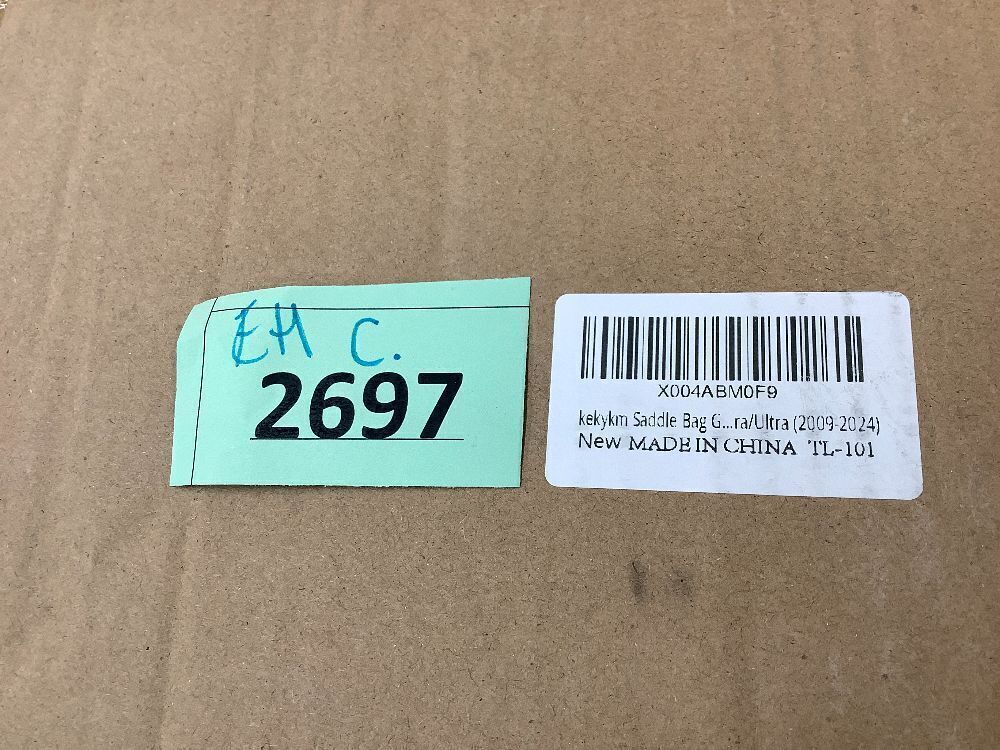 EH C.
2697
X004ABM0F9
kekykm Saddle Bag G...ra/Ultra (2009-2024)
New MADE IN CHINA TL-101